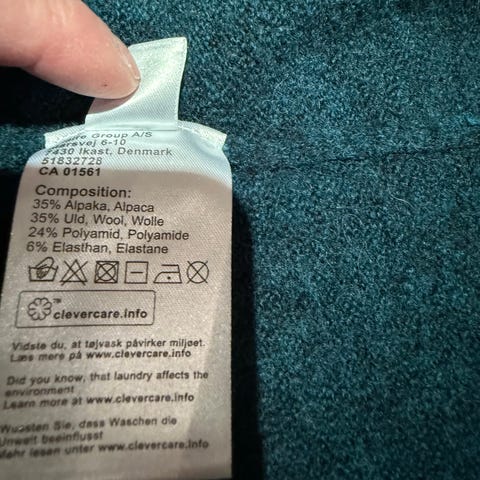 Group A/S
6-10
7430 Ikast, Denmark
51832728
CA 01561
Composition:
35% Alpaka, Alpaca
35% Uld, Wool, Wolle
24% Polyamid, Polyamide
6% Elasthan, Elastane
™
clevercare.info
Vidste du, at tøjvask påvirker miljøet.
Læs mere på www.clevercare.info
Did you know, that laundry affects the
environment
Learn more at www.clevercare.info
Wussten Sie, dass Waschen die
Umwelt beeinflusst
Mehr lesen unter www.clevercare.info